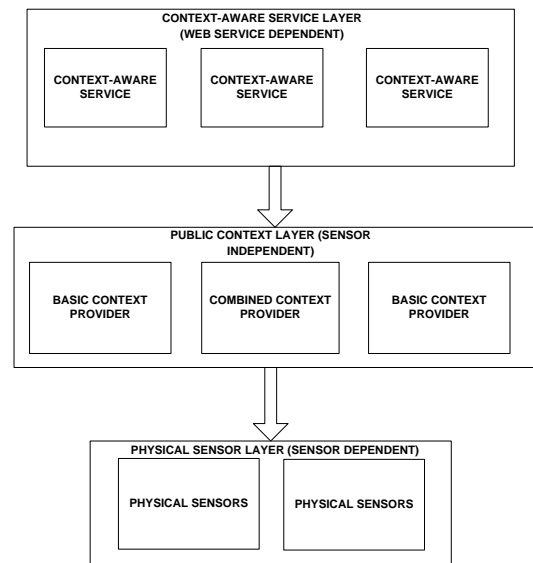 CONTEXT-AWARE SERVICE LAYER
(WEB SERVICE DEPENDENT)
CONTEXT-AWARE
SERVICE
CONTEXT-AWARE
SERVICE
CONTEXT-AWARE
SERVICE
PUBLIC CONTEXT LAYER (SENSOR
INDEPENDENT)
BASIC CONTEXT
PROVIDER
COMBINED CONTEXT
PROVIDER
BASIC CONTEXT
PROVIDER
PHYSICAL SENSOR LAYER (SENSOR DEPENDENT)
PHYSICAL SENSORS
PHYSICAL SENSORS